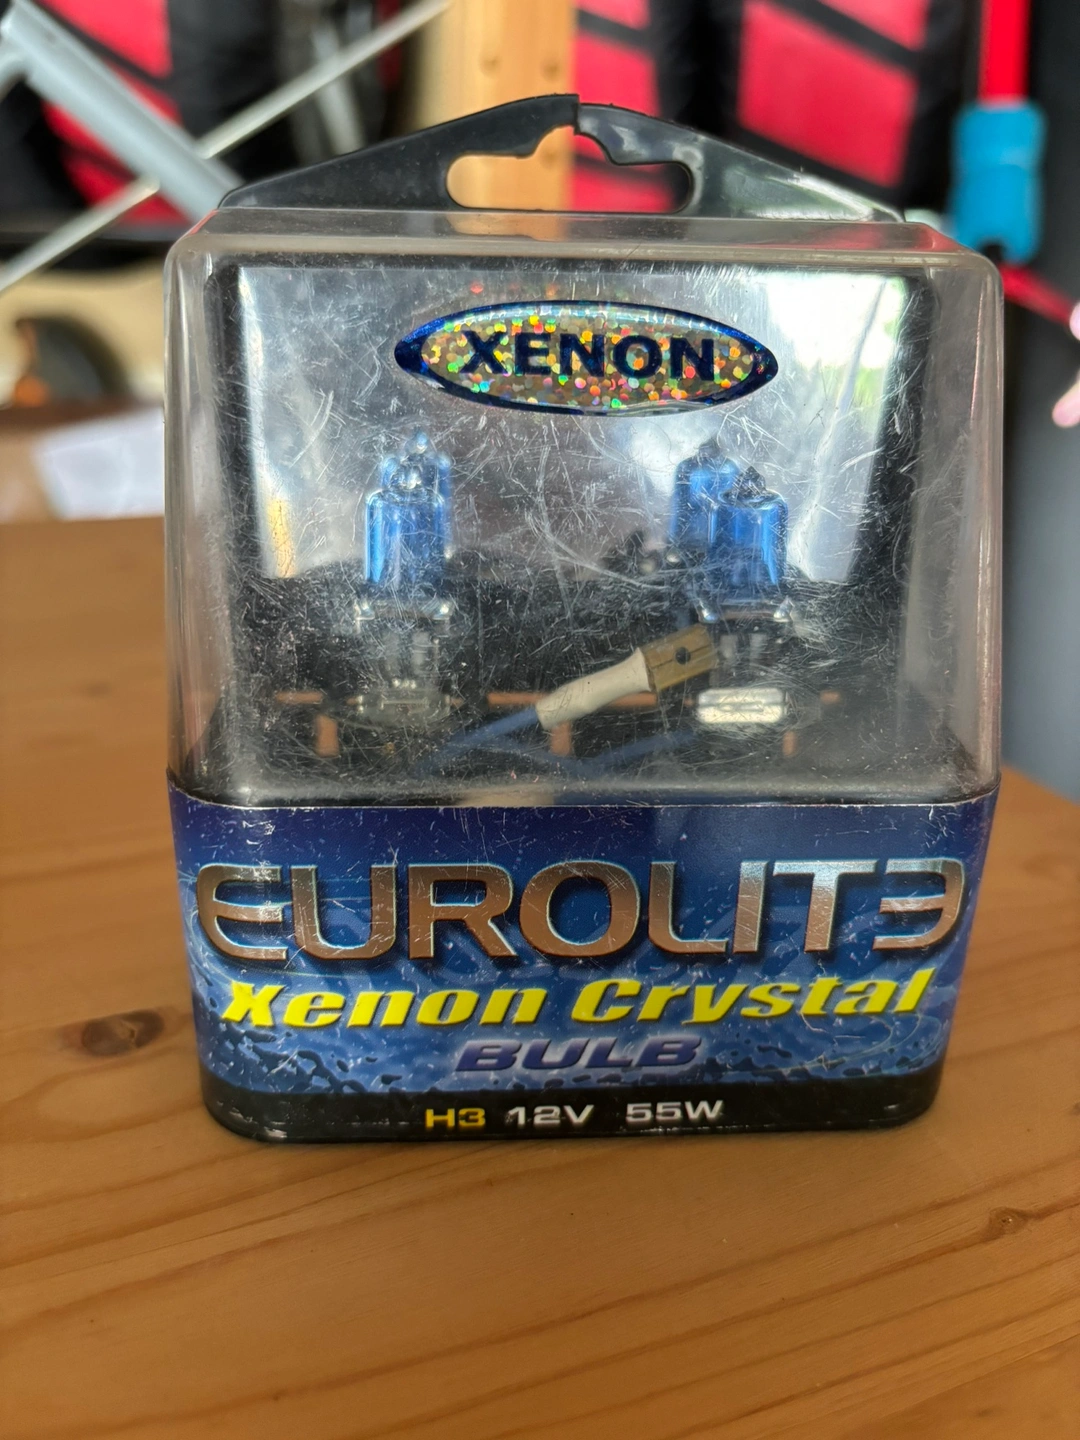 XENON
EUROLITE
Xenon Crystal
BULB
H3 12V 55W